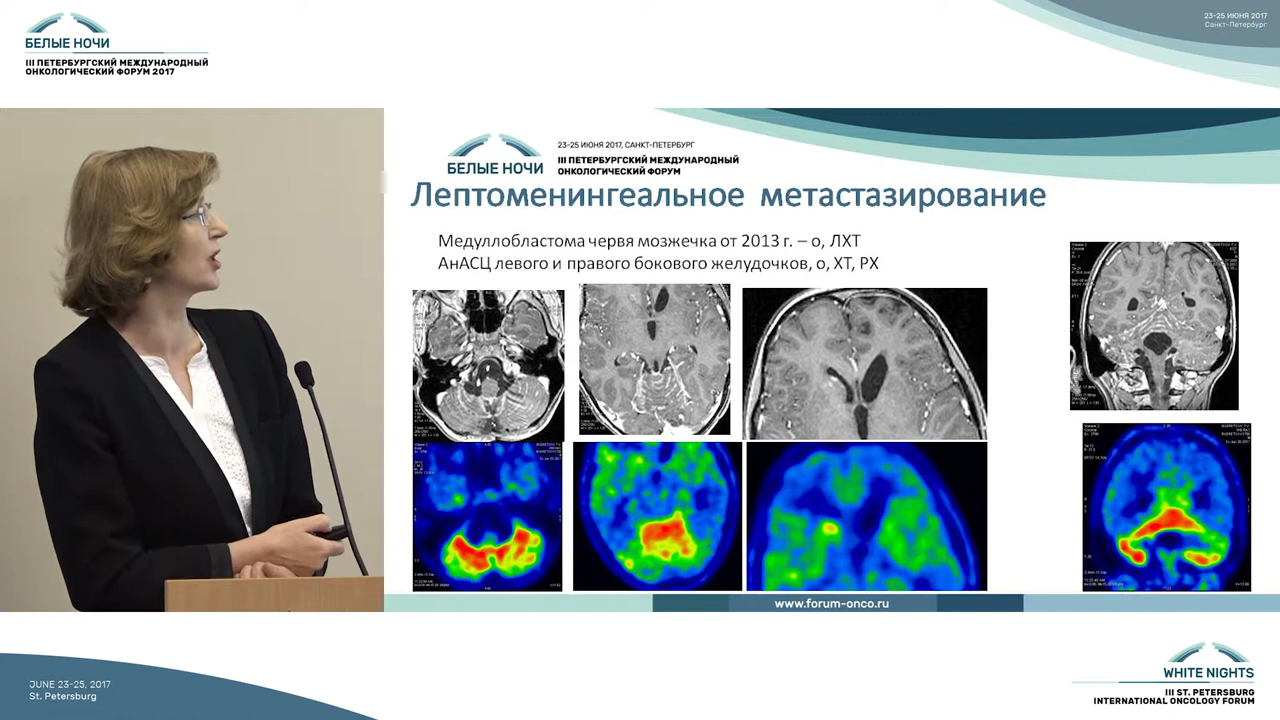 БЕЛЫЕ НОЧИ
III ПЕТЕРБУРГСКИЙ МЕЖДУНАРОДНЫЙ
ОНКОЛОГИЧЕСКИЙ ФОРУМ 2017
23-25 ИЮНЯ 2017
Санкт-Петербург
БЕЛЫЕ НОЧИ
23-25 ИЮНЯ 2017, САНКТ-ПЕТЕРБУРГ
III ПЕТЕРБУРГСКИЙ МЕЖДУНАРОДНЫЙ
ОНКОЛОГИЧЕСКИЙ ФОРУМ
Лептоменингеальное метастазирование
Медуллобластома червя мозжечка от 2013 г. – о, ЛХТ
АнАСЦ левого и правого бокового желудочков, о, ХТ, РХ
www.forum-onco.ru
JUNE 23-25, 2017
St. Petersburg
WHITE NIGHTS
III ST. PETERSBURG
INTERNATIONAL ONCOLOGY FORUM